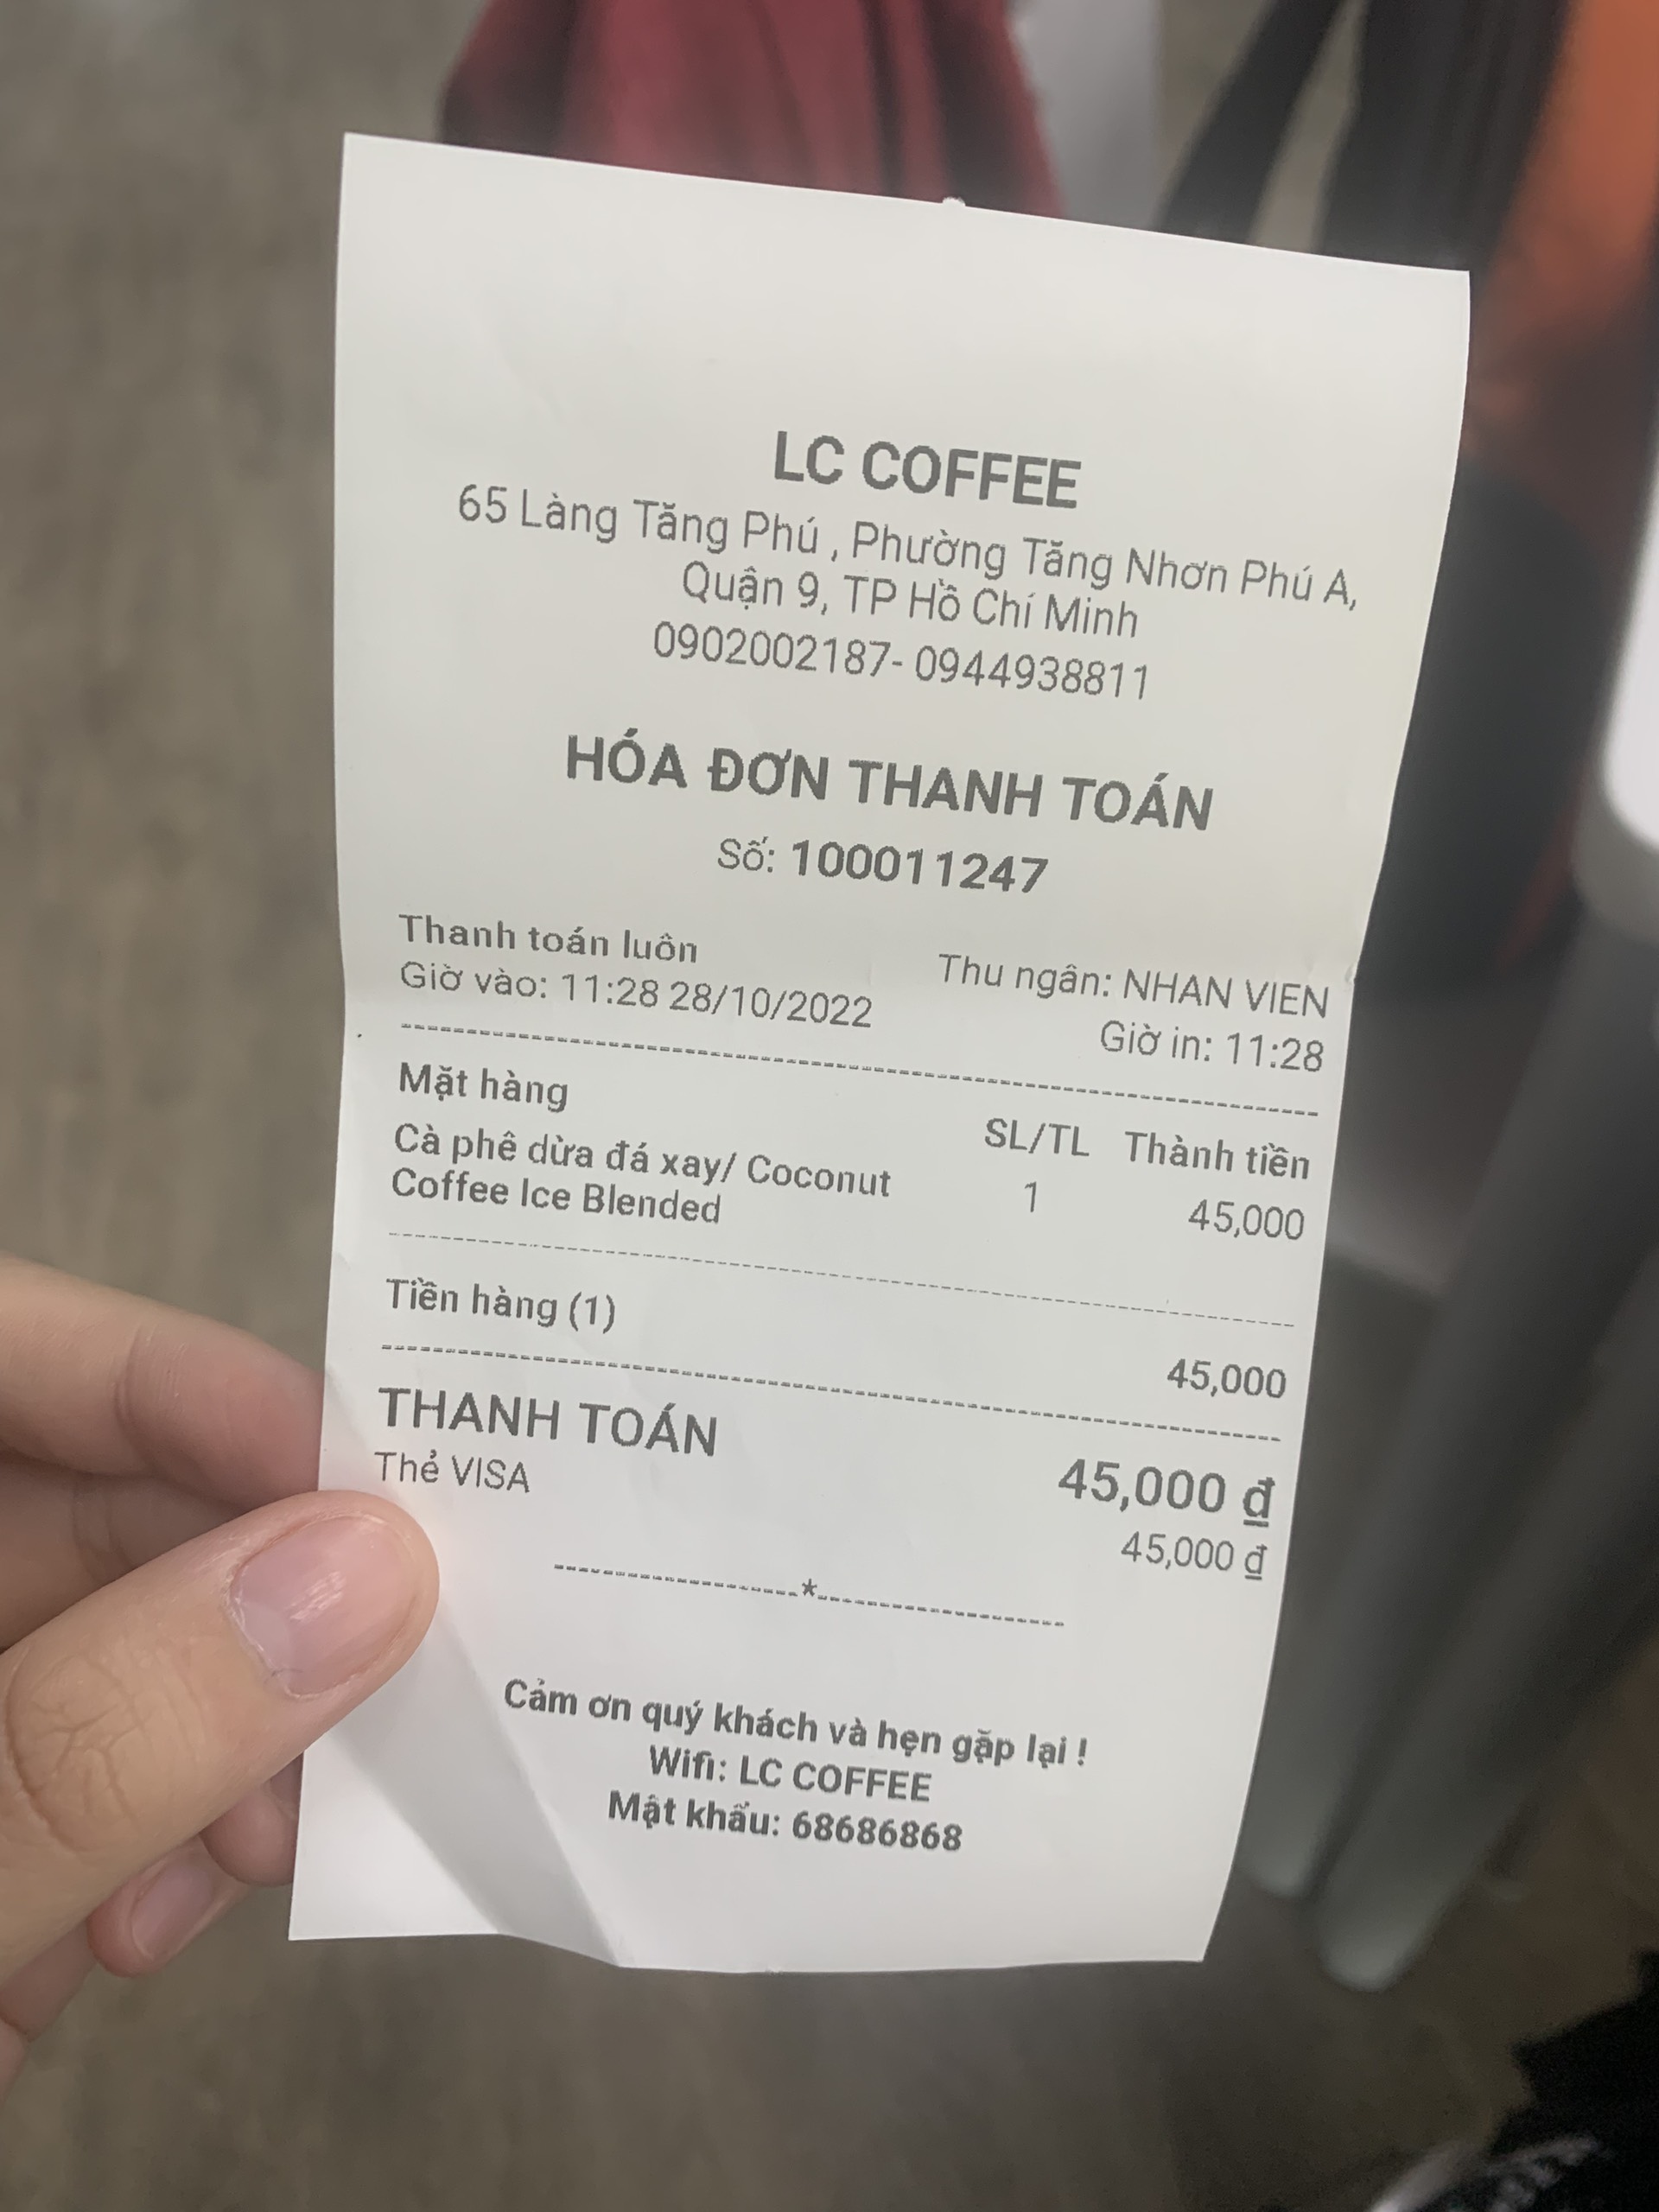 LC COFFEE
65 Làng Tăng Phú , Phường Tăng Nhơn Phú A,
Quận 9, TP Hồ Chí Minh
0902002187- 0944938811
HÓA ĐƠN THANH TOÁN
Số: 100011247
Thanh toán luôn
Thu ngân: NHAN VIEN
Giờ vào: 11:28 28/10/2022
Giờ in: 11:28
Mặt hàng SL/TL Thành tiền
Cà phê dừa đá xay/ Coconut 1 45,000
Coffee Ice Blended
Tiền hàng (1) 45,000
THANH TOÁN 45,000 ₫
Thẻ VISA 45,000 ₫
--------------------*--------------------
Cảm ơn quý khách và hẹn gặp lại !
Wifi: LC COFFEE
Mật khẩu: 68686868